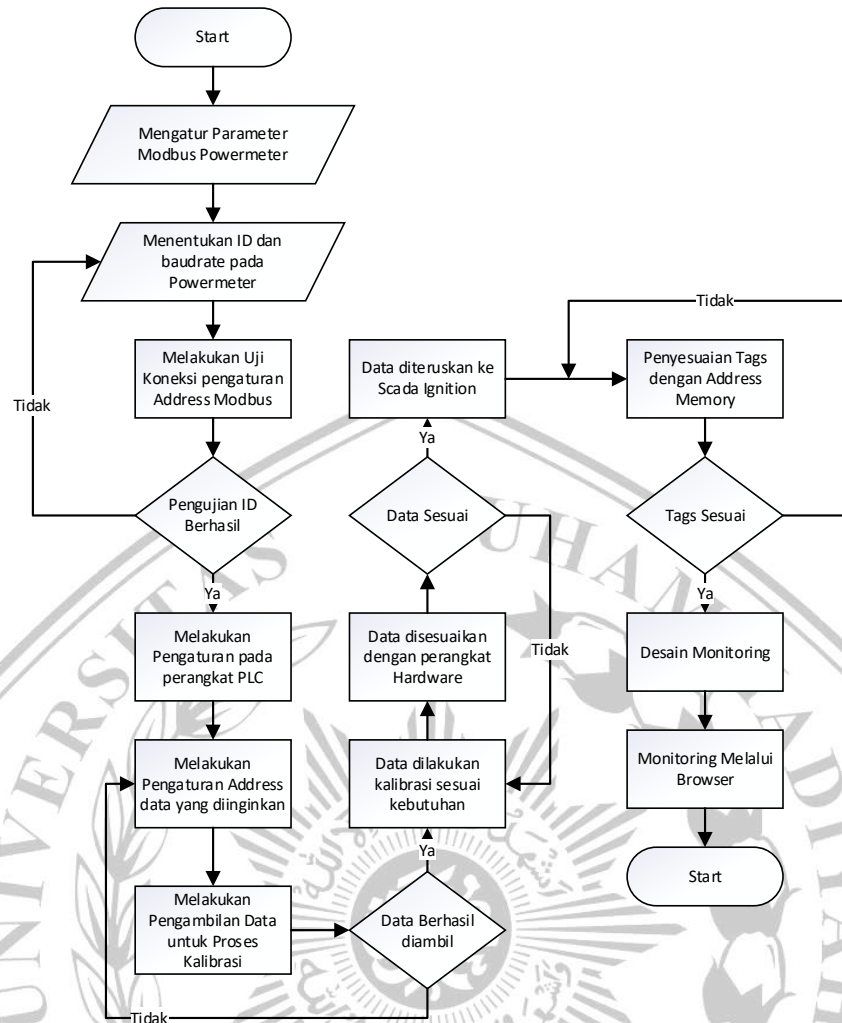 Start
Mengatur Parameter
Modbus Powermeter
Menentukan ID dan
baudrate pada
Powermeter
Melakukan Uji
Koneksi pengaturan
Address Modbus
Tidak
Pengujian ID
Berhasil
Ya
Melakukan
Pengaturan pada
perangkat PLC
Melakukan
Pengaturan Address
data yang diinginkan
Melakukan
Pengambilan Data
untuk Proses
Kalibrasi
Data Berhasil
diambil
Tidak
Ya
Data dilakukan
kalibrasi sesuai
kebutuhan
Data disesuaikan
dengan perangkat
Hardware
Data Sesuai
Tidak
Ya
Data diteruskan ke
Scada Ignition
Penyesuaian Tags
dengan Address
Memory
Tidak
Tags Sesuai
Ya
Desain Monitoring
Monitoring Melalui
Browser
Start
UNIVERSITAS